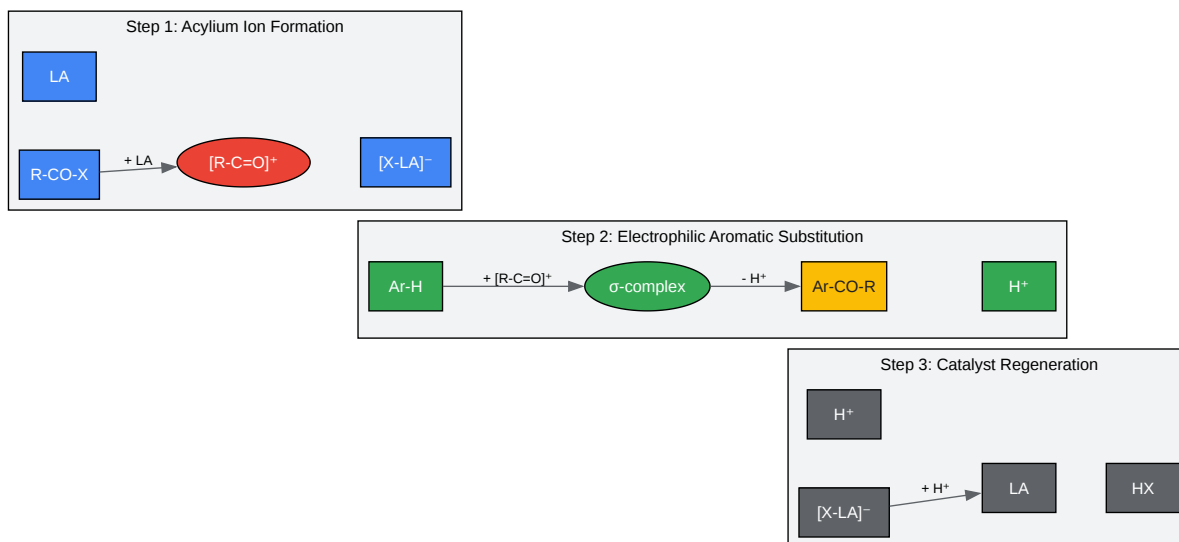 Step 1: Acylium Ion Formation
LA
R-CO-X
+ LA
[R-C=O]⁺
[X-LA]⁻
Step 2: Electrophilic Aromatic Substitution
Ar-H
+ [R-C=O]⁺
σ-complex
- H⁺
Ar-CO-R
H⁺
Step 3: Catalyst Regeneration
H⁺
[X-LA]⁻
+ H⁺
LA
HX